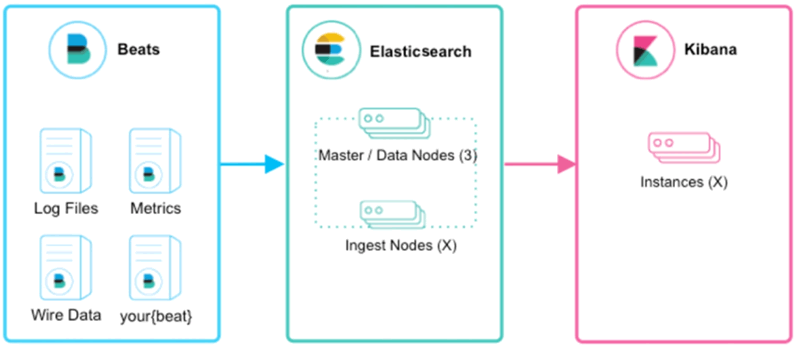 Beats
Elasticsearch
Kibana
Master / Data Nodes (3)
Instances (X)
Log Files
Metrics
Ingest Nodes (X)
Wire Data
your{beat}